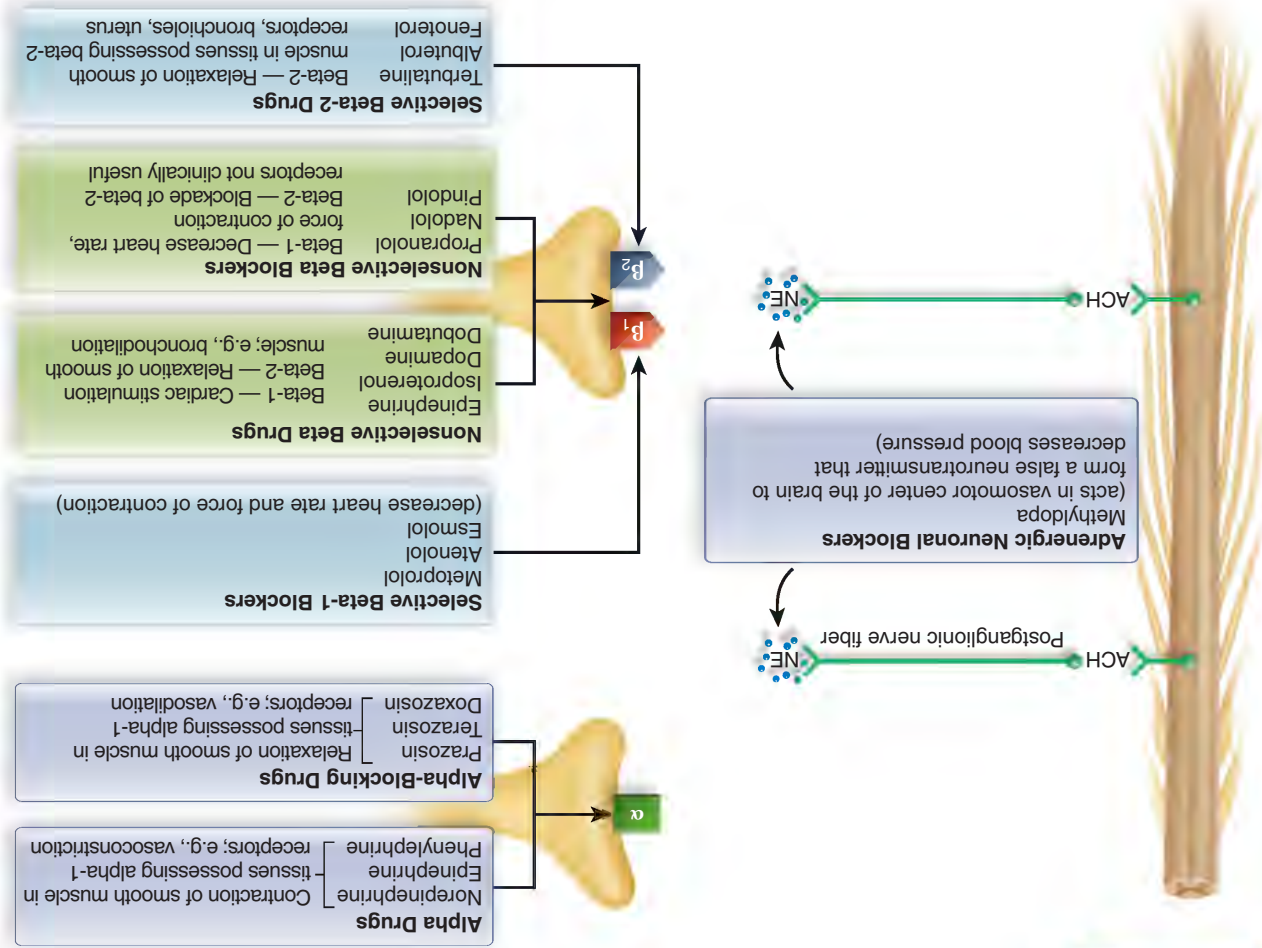 Alpha Drugs
Norepinephrine
Epinephrine
Phenylephrine
Contraction of smooth muscle in
tissues possessing alpha-1
receptors; e.g., vasoconstriction
α
Alpha-Blocking Drugs
Prazosin
Terazosin
Doxazosin
Relaxation of smooth muscle in
tissues possessing alpha-1
receptors; e.g., vasodilation
ACH
Postganglionic nerve fiber
NE
Adrenergic Neuronal Blockers
Methyldopa
(acts in vasomotor center of the brain to
form a false neurotransmitter that
decreases blood pressure)
ACH
NE
Selective Beta-1 Blockers
Metoprolol
Atenolol
Esmolol
(decrease heart rate and force of contraction)
Nonselective Beta Drugs
Epinephrine
Isoproterenol
Dopamine
Dobutamine
Beta-1 — Cardiac stimulation
Beta-2 — Relaxation of smooth
muscle; e.g., bronchodilation
β1
β2
Nonselective Beta Blockers
Propranolol
Nadolol
Pindolol
Beta-1 — Decrease heart rate,
force of contraction
Beta-2 — Blockade of beta-2
receptors not clinically useful
Selective Beta-2 Drugs
Terbutaline
Albuterol
Fenoterol
Beta-2 — Relaxation of smooth
muscle in tissues possessing beta-2
receptors, bronchioles, uterus